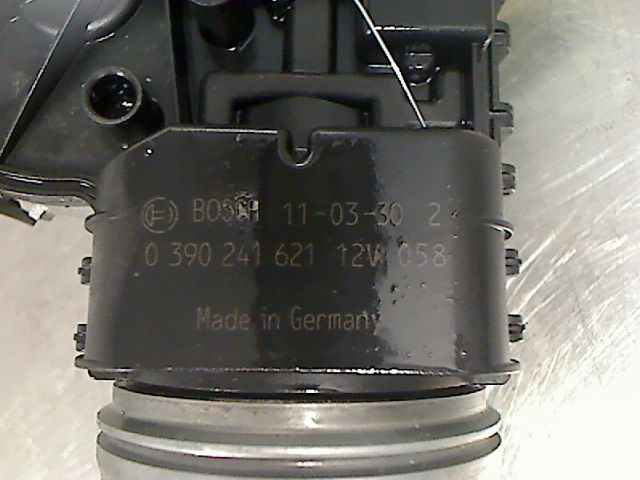 BOSCH 11-03-30 2
0 390 241 621 12V 058
Made in Germany